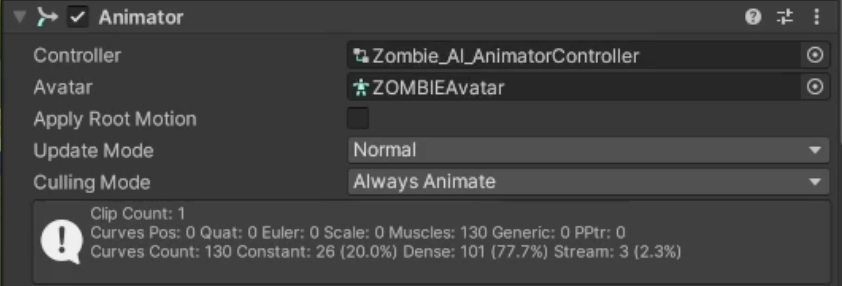 Animator
Controller Zombie_AI_AnimatorController
Avatar ZOMBIEAvatar
Apply Root Motion
Update Mode Normal
Culling Mode Always Animate
Clip Count: 1
Curves Pos: 0 Quat: 0 Euler: 0 Scale: 0 Muscles: 130 Generic: 0 PPtr: 0
Curves Count: 130 Constant: 26 (20.0%) Dense: 101 (77.7%) Stream: 3 (2.3%)